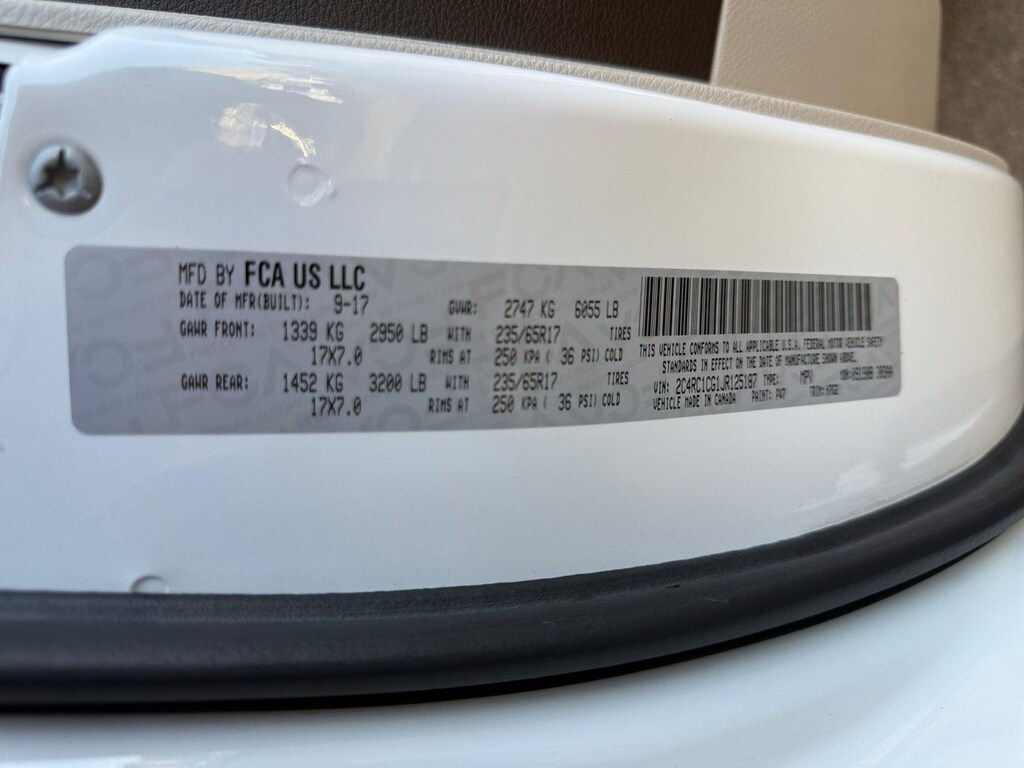 MFD BY FCA US LLC
DATE OF MFR(BUILT): 9-17 GVWR: 2747 KG 6055 LB
GAWR FRONT: 1339 KG 2950 LB WITH 235/65R17 TIRES
17X7.0 RIMS AT 250 KPA ( 36 PSI) COLD
GAWR REAR: 1452 KG 3200 LB WITH 235/65R17 TIRES
17X7.0 RIMS AT 250 KPA ( 36 PSI) COLD
THIS VEHICLE CONFORMS TO ALL APPLICABLE U.S.A. FEDERAL MOTOR VEHICLE SAFETY
STANDARDS IN EFFECT ON THE DATE OF MANUFACTURE SHOWN ABOVE.
VIN: 2C4RC1CG1JR125187 TYPE: MPV
VEHICLE MADE IN CANADA PAINT: PW7 TRIM: